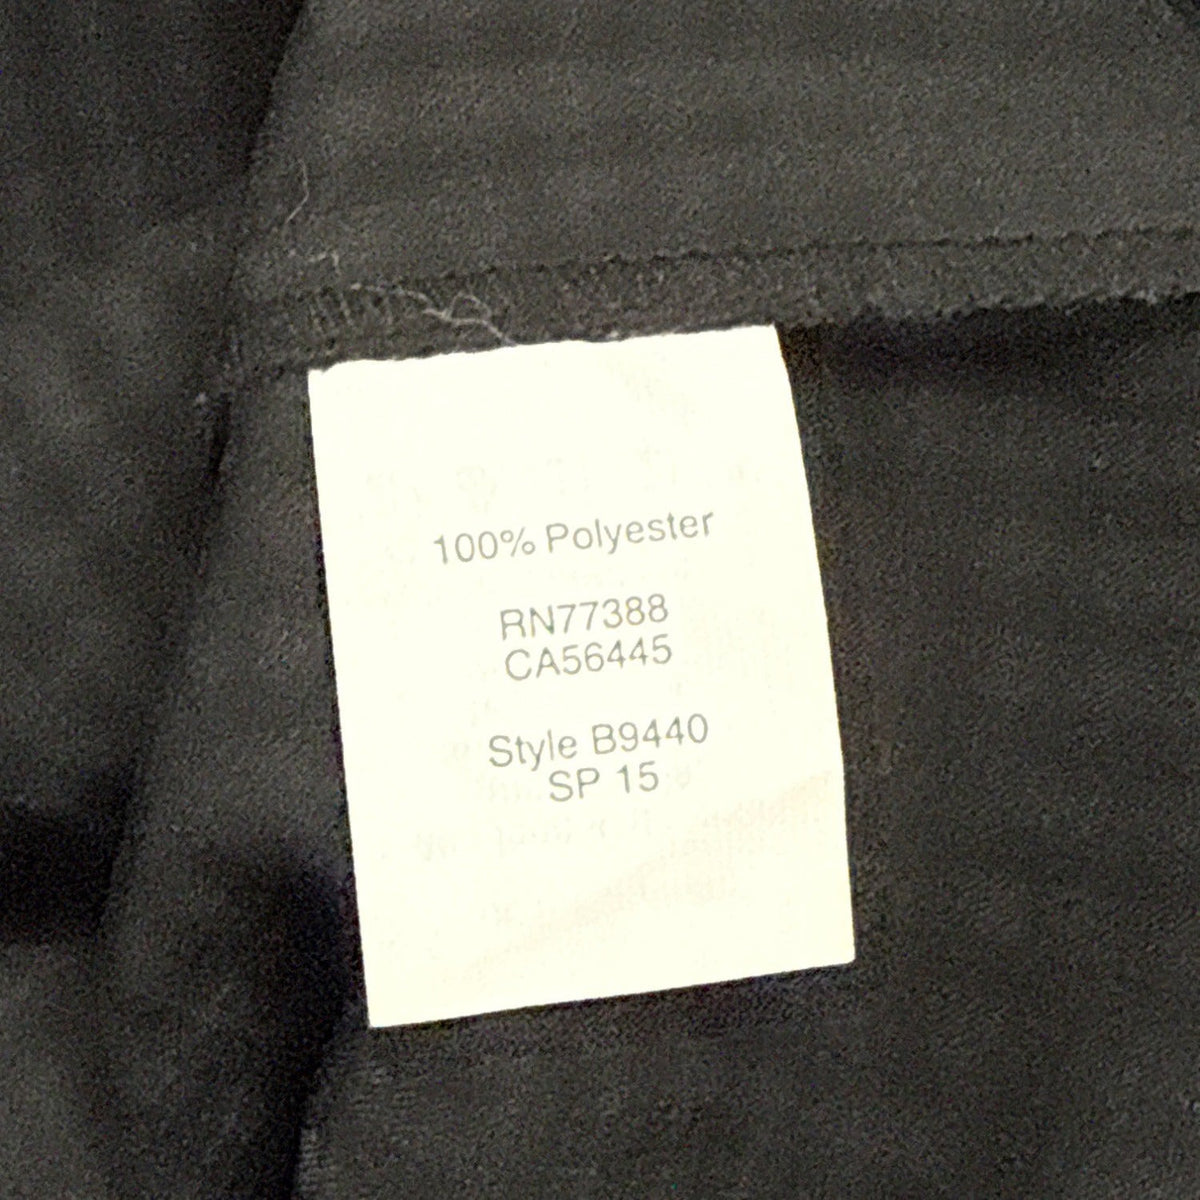 100% Polyester
RN77388
CA56445
Style B9440
SP 15